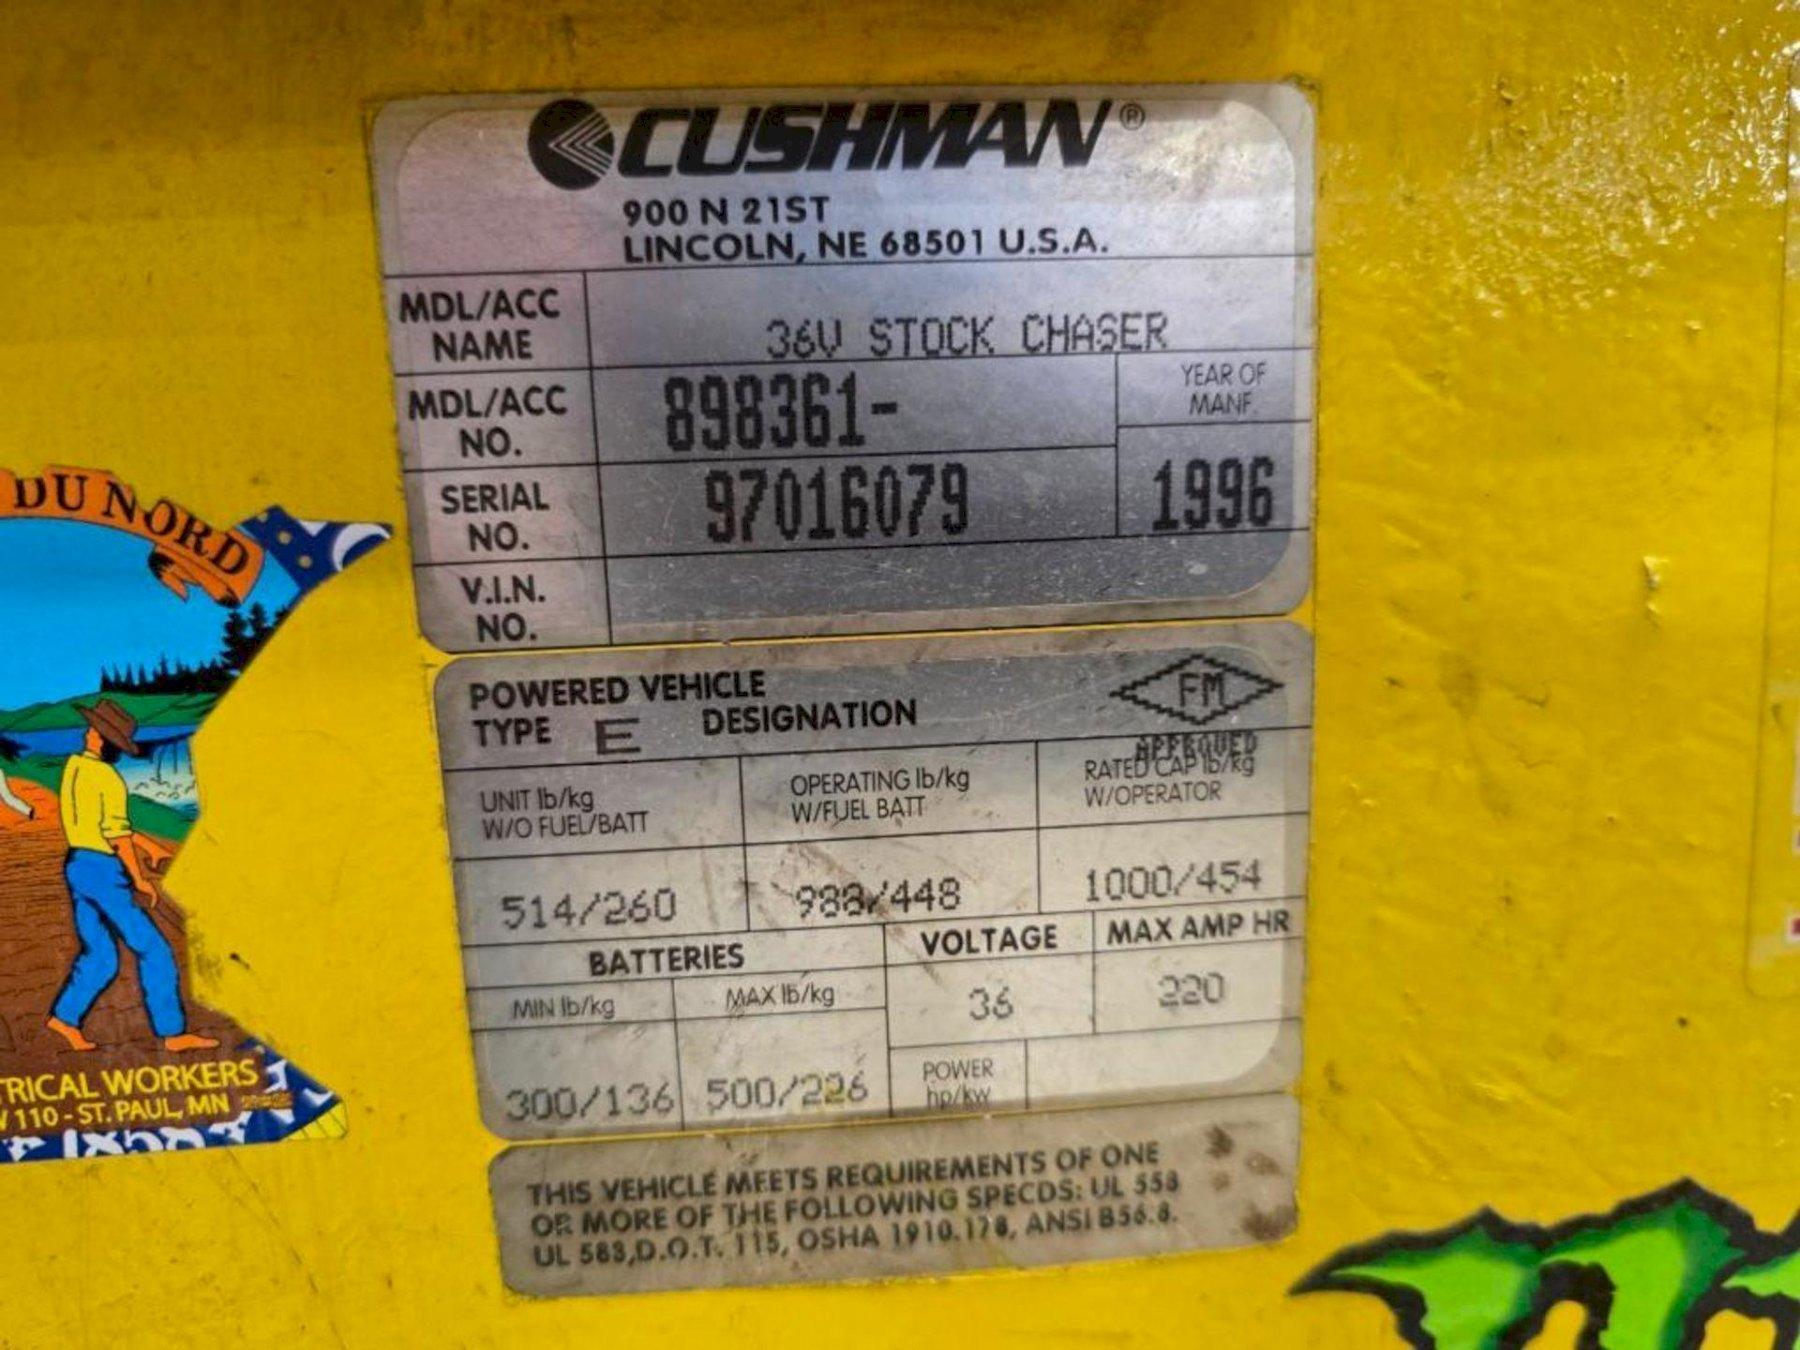 CUSHMAN®
900 N 21ST
LINCOLN, NE 68501 U.S.A.
MDL/ACC
NAME
36V STOCK CHASER
MDL/ACC
NO.
898361-
YEAR OF
MANF.
SERIAL
NO.
97016079
1996
V.I.N.
NO.
POWERED VEHICLE
TYPE E DESIGNATION
FM
APPROVED
UNIT lb/kg
W/O FUEL/BATT
OPERATING lb/kg
W/FUEL BATT
RATED CAP lb/kg
W/OPERATOR
514/260
988/448
1000/454
BATTERIES
VOLTAGE
MAX AMP HR
MIN lb/kg
MAX lb/kg
36
220
300/136
500/226
POWER
hp/kw
THIS VEHICLE MEETS REQUIREMENTS OF ONE
OR MORE OF THE FOLLOWING SPECDS: UL 558
UL 583,D.O.T. 115, OSHA 1910.178, ANSI B56.8.
DU NORD
TRICAL WORKERS
110 - ST. PAUL, MN